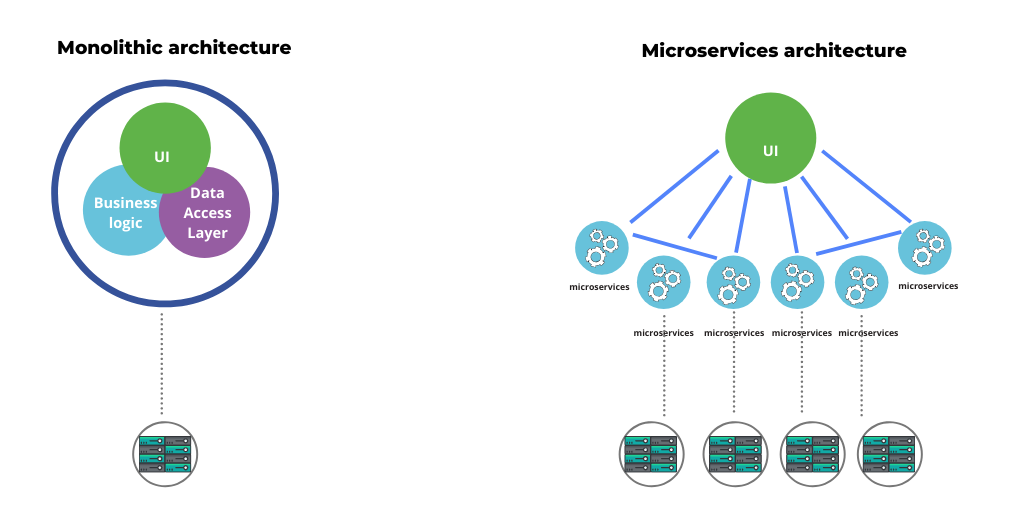 Monolithic architecture
UI
Business
logic
Data
Access
Layer
Microservices architecture
UI
microservices
microservices
microservices
microservices
microservices
microservices